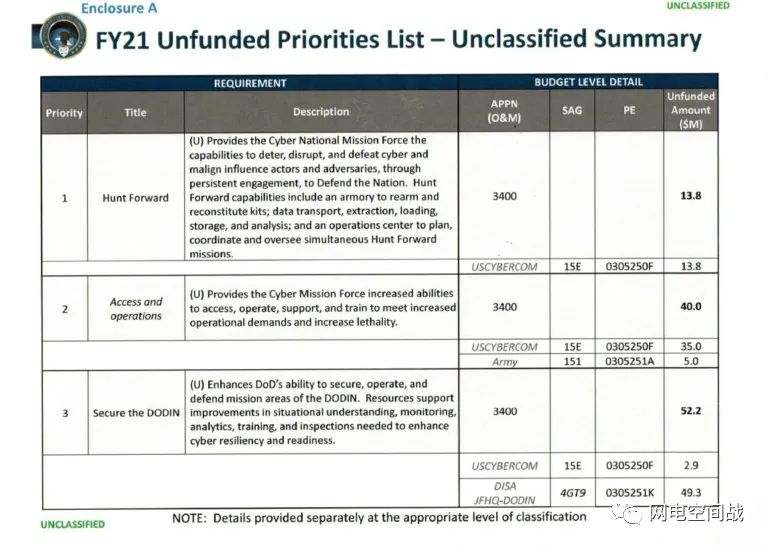 Enclosure A
UNCLASSIFIED
FY21 Unfunded Priorities List – Unclassified Summary
REQUIREMENT
BUDGET LEVEL DETAIL
Priority
Title
Description
APPN
(O&M)
SAG
PE
Unfunded
Amount
($M)
1
Hunt Forward
(U) Provides the Cyber National Mission Force the
capabilities to deter, disrupt, and defeat cyber and
malign influence actors and adversaries, through
persistent engagement, to Defend the Nation. Hunt
Forward capabilities include an armory to rearm and
reconstitute kits; data transport, extraction, loading,
storage, and analysis; and an operations center to plan,
coordinate and oversee simultaneous Hunt Forward
missions.
3400
13.8
USCYBERCOM 15E 0305250F 13.8
2
Access and
operations
(U) Provides the Cyber Mission Force increased abilities
to access, operate, support, and train to meet increased
operational demands and increase lethality.
3400
40.0
USCYBERCOM 15E 0305250F 35.0
Army 151 0305251A 5.0
3
Secure the DODIN
(U) Enhances DoD's ability to secure, operate, and
defend mission areas of the DODIN. Resources support
improvements in situational understanding, monitoring,
analytics, training, and inspections needed to enhance
cyber resiliency and readiness.
3400
52.2
USCYBERCOM 15E 0305250F 2.9
DISA
JFHQ-DODIN
4GT9 0305251K 49.3
UNCLASSIFIED
NOTE: Details provided separately at the appropriate level of classification
网电空间战